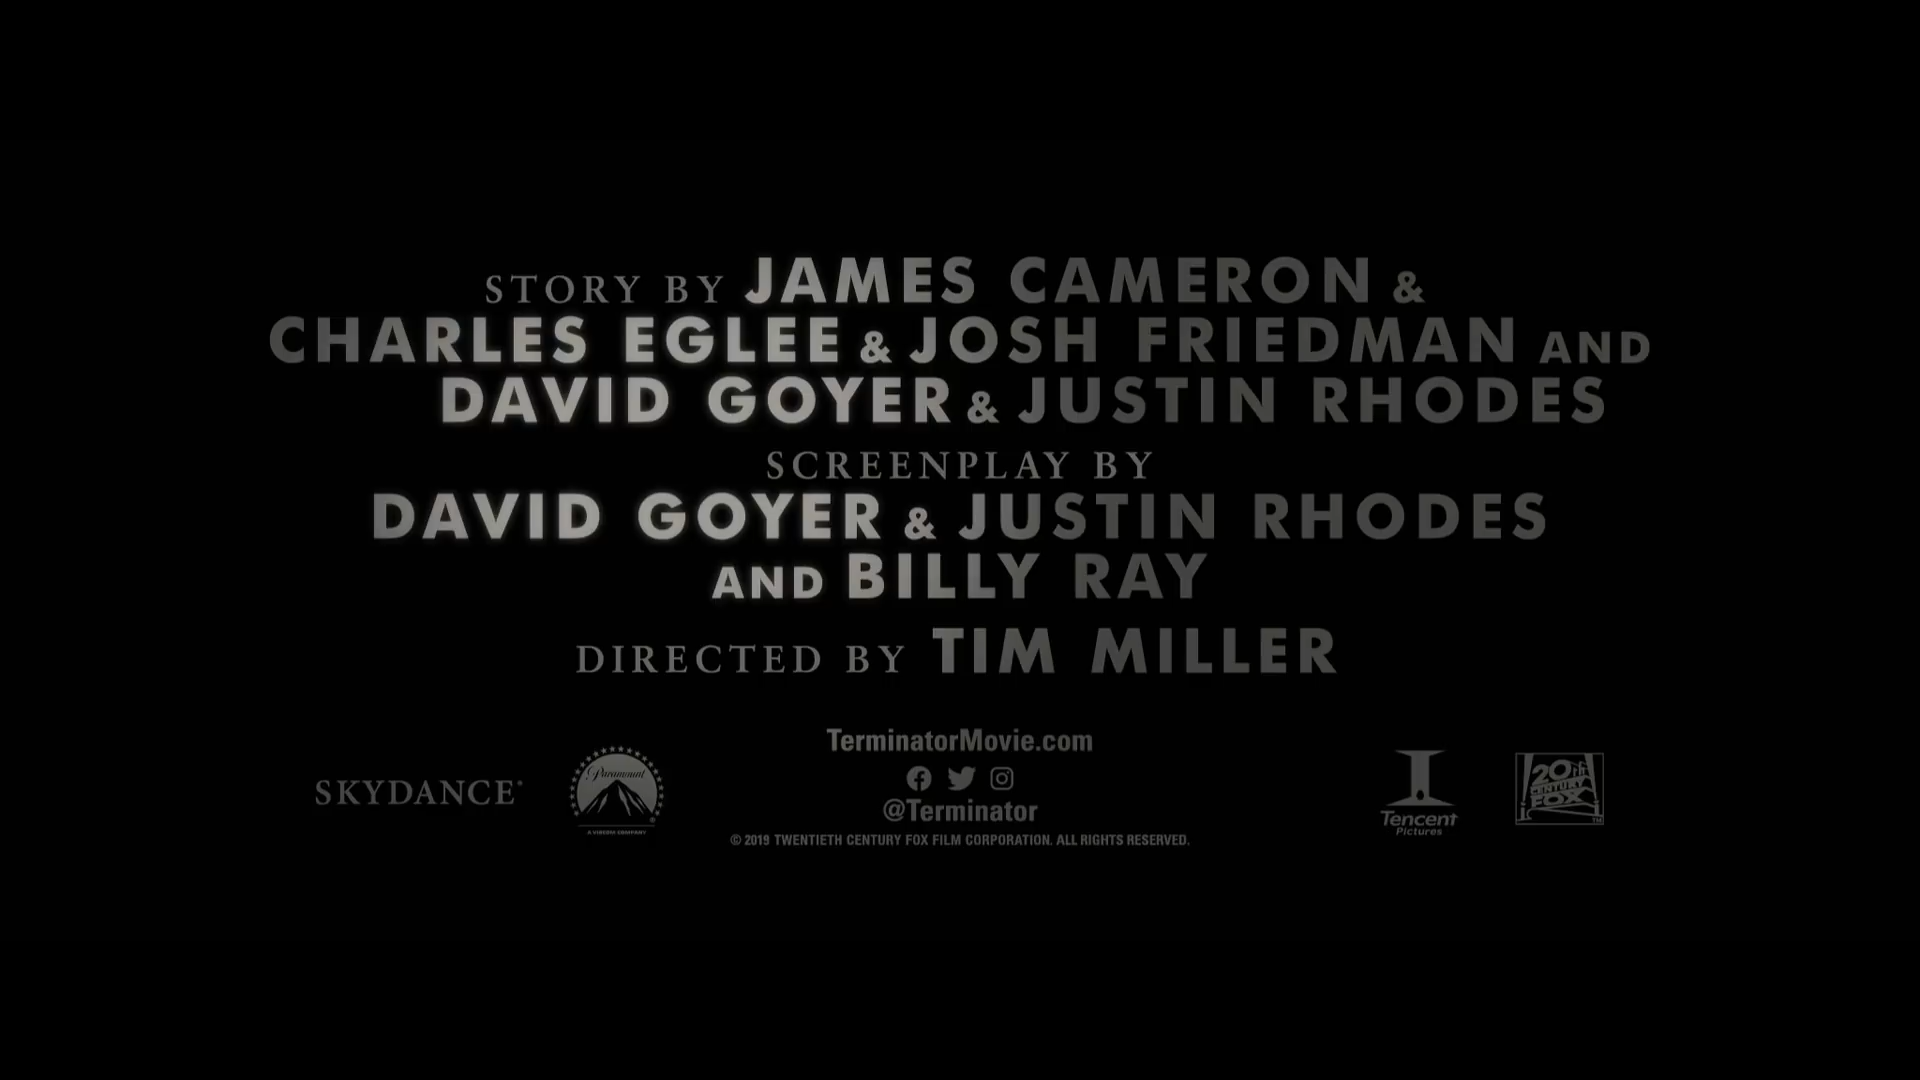 STORY BY JAMES CAMERON &
CHARLES EGLEE & JOSH FRIEDMAN AND
DAVID GOYER & JUSTIN RHODES
SCREENPLAY BY
DAVID GOYER & JUSTIN RHODES
AND BILLY RAY
DIRECTED BY TIM MILLER
TerminatorMovie.com
@Terminator
© 2019 TWENTIETH CENTURY FOX FILM CORPORATION. ALL RIGHTS RESERVED.
SKYDANCE
Paramount
A VIACOM COMPANY
Tencent
Pictures
20th
CENTURY
FOX